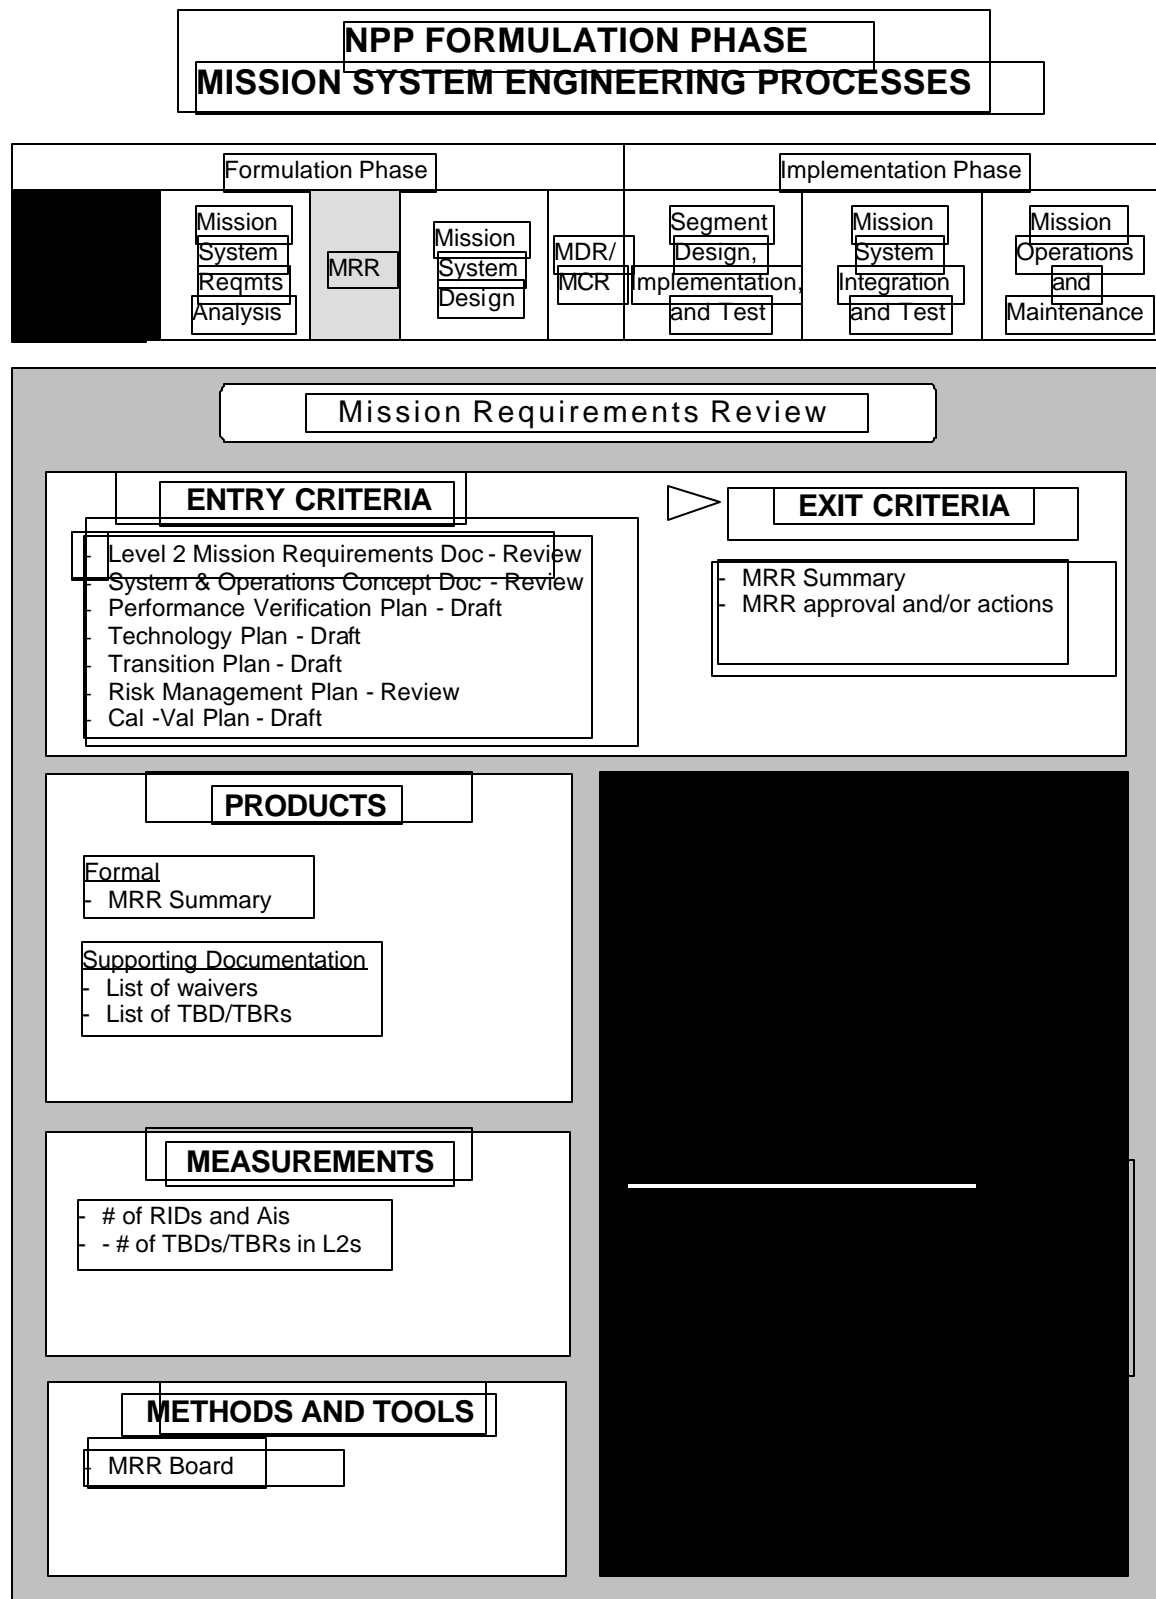 NPP FORMULATION PHASE
MISSION SYSTEM ENGINEERING PROCESSES
Formulation Phase
Implementation Phase
Mission
System
Reqmts
Analysis
MRR
Mission
System
Design
MDR/
MCR
Segment
Design,
Implementation,
and Test
Mission
System
Integration
and Test
Mission
Operations
and
Maintenance
Mission Requirements Review
ENTRY CRITERIA
- Level 2 Mission Requirements Doc - Review
- System & Operations Concept Doc - Review
- Performance Verification Plan - Draft
- Technology Plan - Draft
- Transition Plan - Draft
- Risk Management Plan - Review
- Cal -Val Plan - Draft
EXIT CRITERIA
- MRR Summary
- MRR approval and/or actions
PRODUCTS
Formal
- MRR Summary
Supporting Documentation
- List of waivers
- List of TBD/TBRs
MEASUREMENTS
- # of RIDs and Ais
- - # of TBDs/TBRs in L2s
METHODS AND TOOLS
- MRR Board